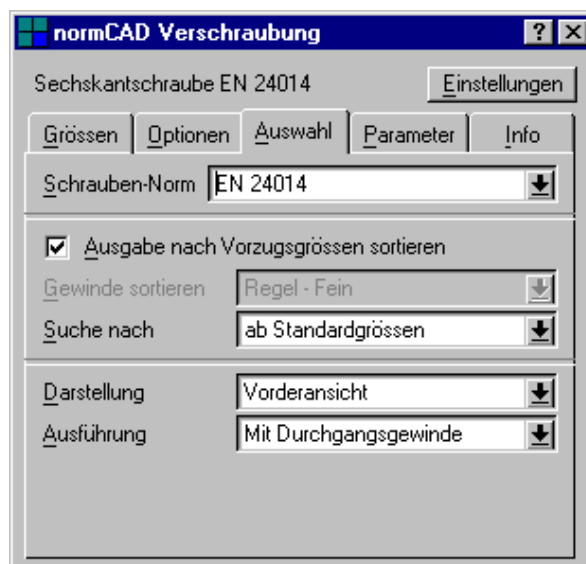 normCAD Verschraubung
Sechskantschraube EN 24014 Einstellungen
Grössen Optionen Auswahl Parameter Info
Schrauben-Norm EN 24014
Ausgabe nach Vorzugsgrössen sortieren
Gewinde sortieren Regel - Fein
Suche nach ab Standardgrössen
Darstellung Vorderansicht
Ausführung Mit Durchgangsgewinde